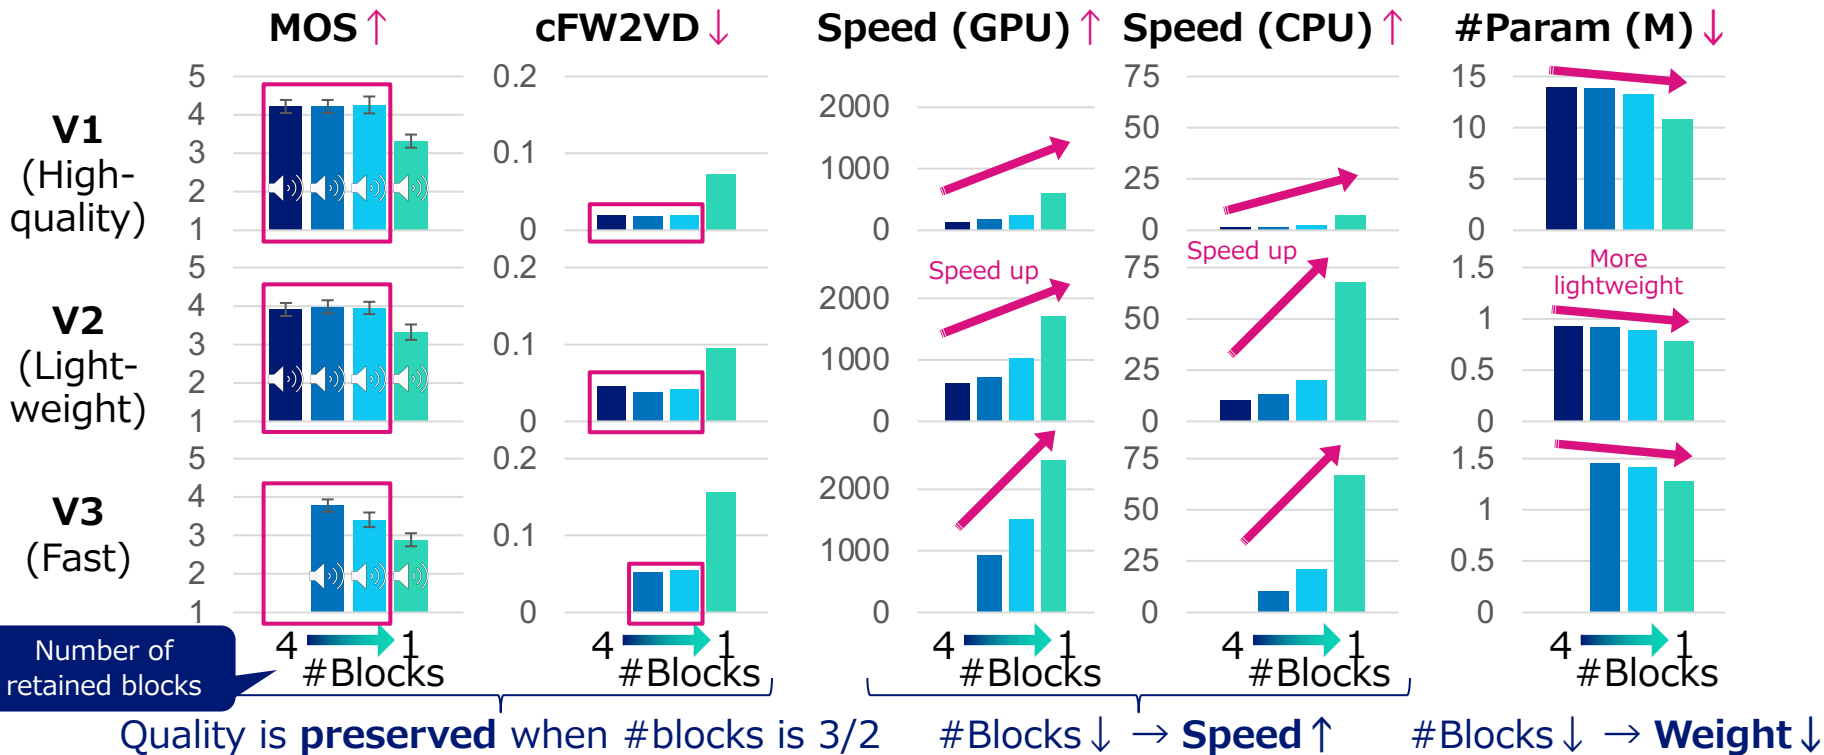 MOS ↑
cFW2VD ↓
Speed (GPU) ↑
Speed (CPU) ↑
#Param (M) ↓
V1
(High-
quality)
5
4
3
2
1
0.2
0.1
0
2000
1000
0
75
50
25
0
15
10
5
0
V2
(Light-
weight)
5
4
3
2
1
0.2
0.1
0
Speed up
2000
1000
0
Speed up
75
50
25
0
More
lightweight
1.5
1
0.5
0
V3
(Fast)
5
4
3
2
1
0.2
0.1
0
2000
1000
0
75
50
25
0
1.5
1
0.5
0
Number of
retained blocks
4 1
#Blocks
4 1
#Blocks
4 1
#Blocks
4 1
#Blocks
4 1
#Blocks
Quality is preserved when #blocks is 3/2
#Blocks ↓ → Speed ↑
#Blocks ↓ → Weight ↓